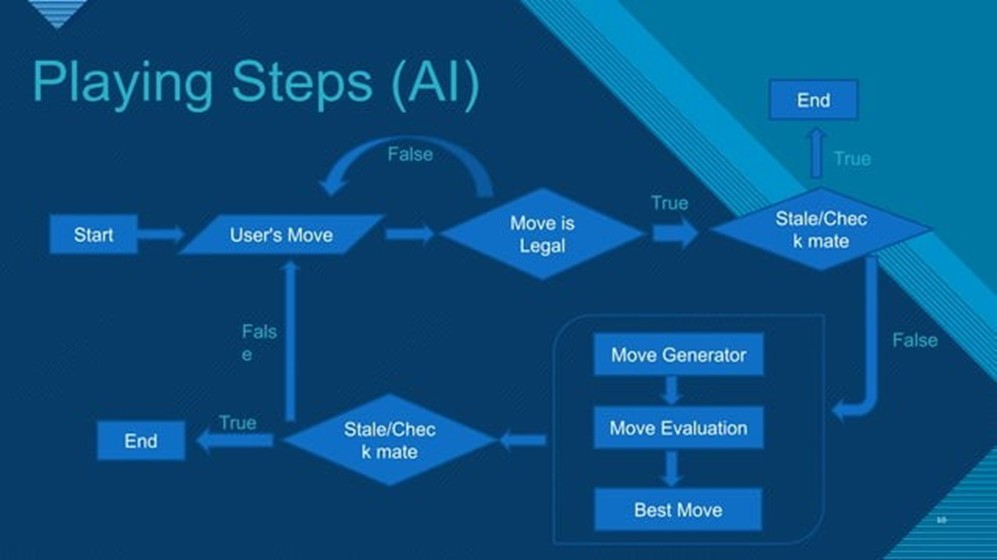 Playing Steps (AI)
End
True
False
Start
User's Move
Move is
Legal
True
Stale/Chec
k mate
False
Fals
e
Move Generator
Move Evaluation
Best Move
Stale/Chec
k mate
True
End